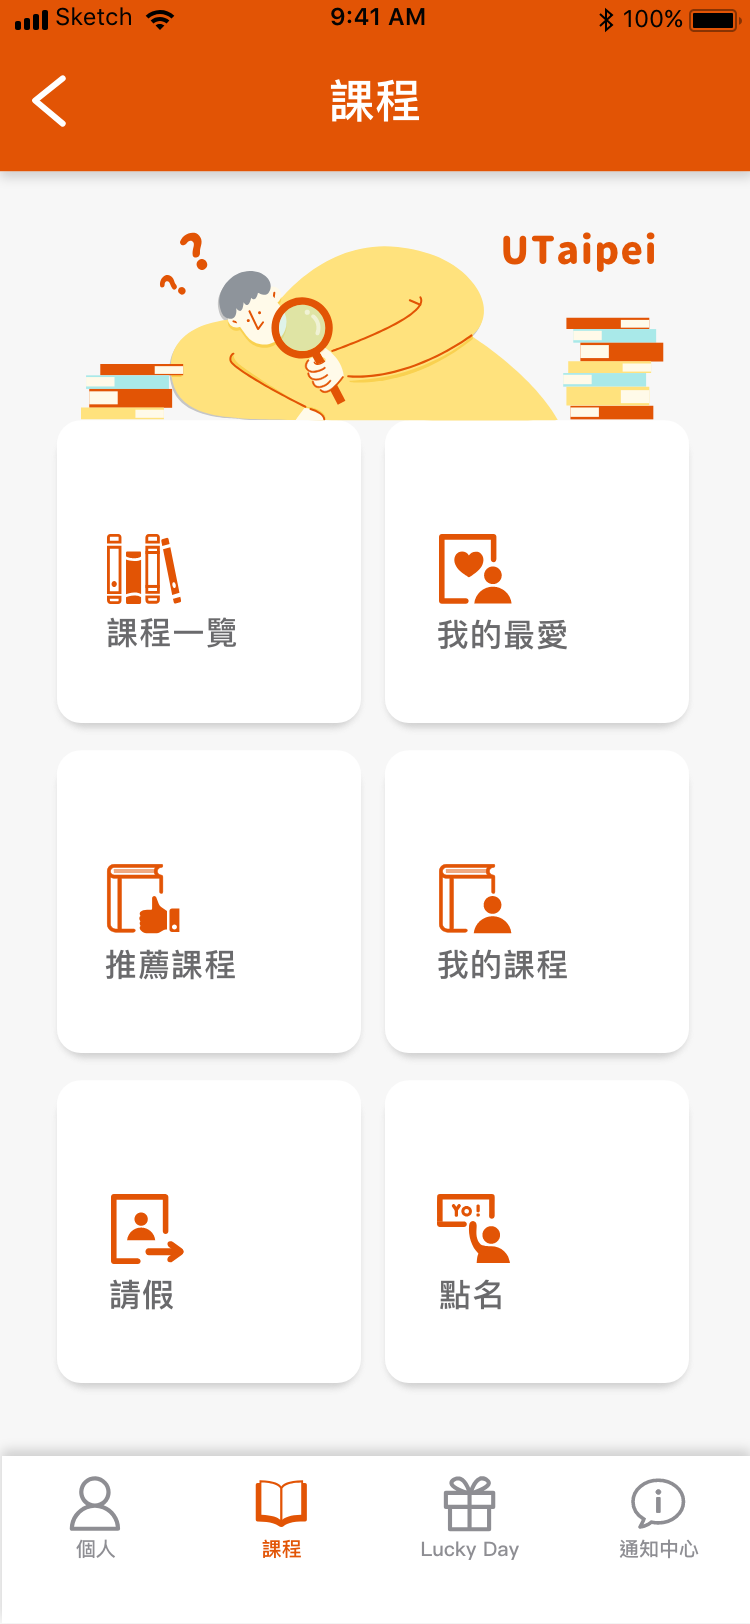 Sketch 9:41 AM 100%
課程
? ?
UTaipei
課程一覽
我的最愛
推薦課程
我的課程
請假
Yo!
點名
個人
課程
Lucky Day
通知中心